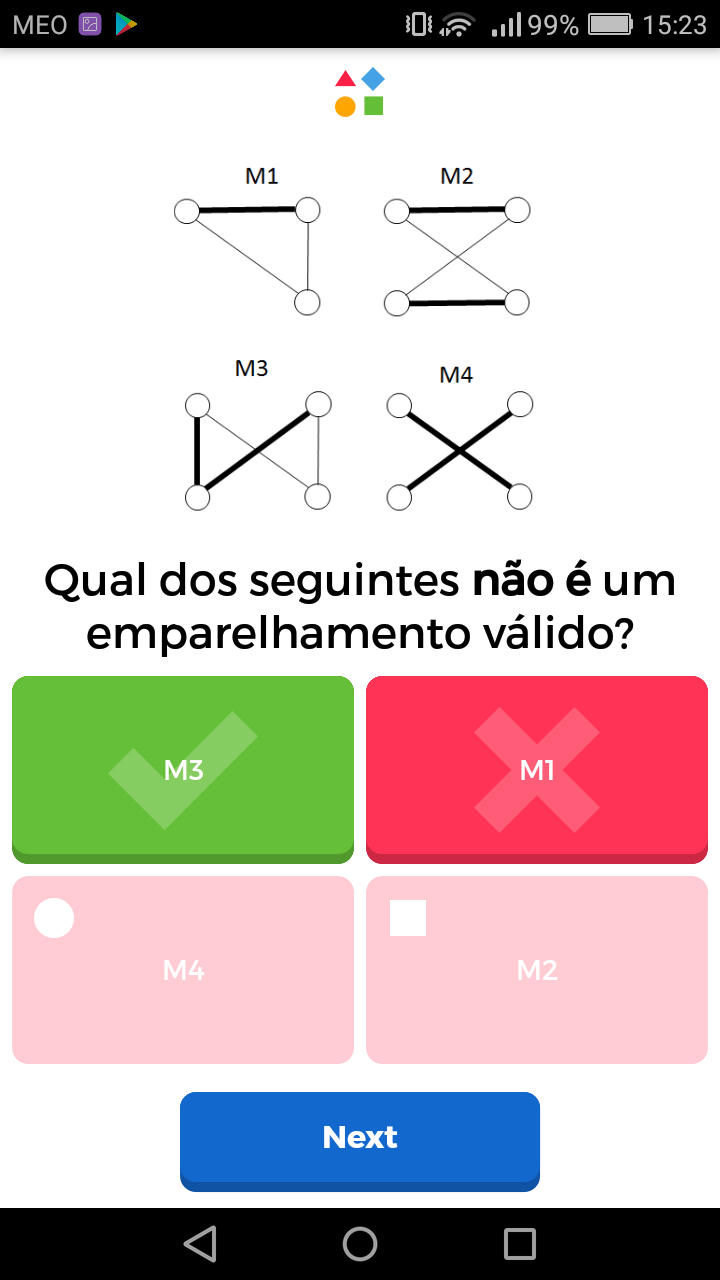 MEO 99% 15:23
M1 M2
M3 M4
Qual dos seguintes não é um
emparelhamento válido?
M3 M1
M4 M2
Next